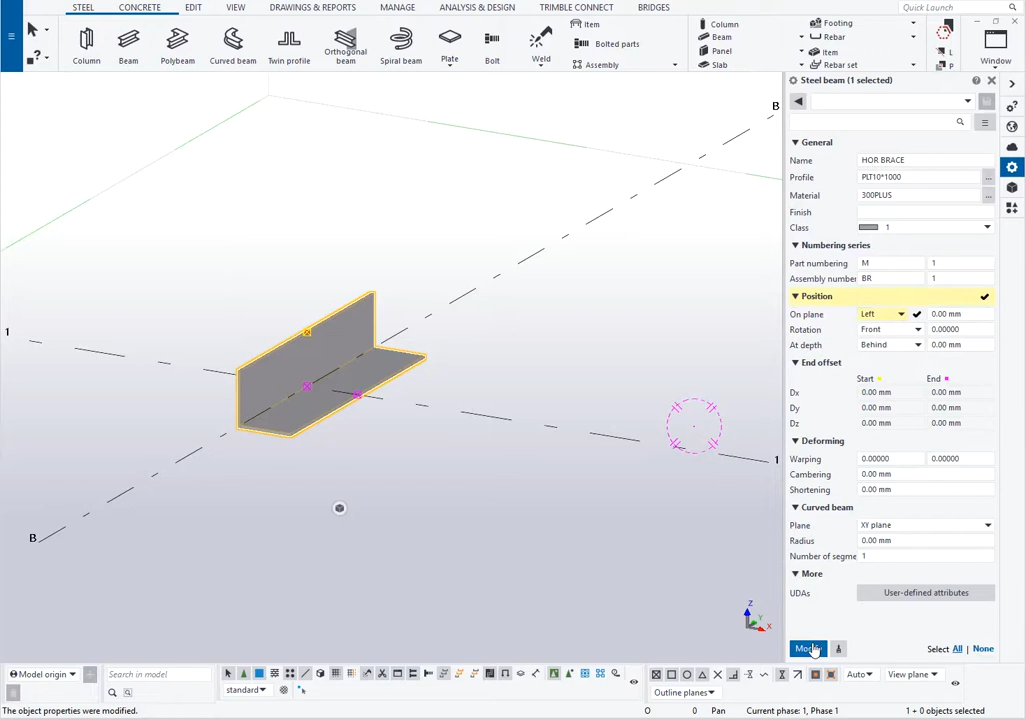 STEEL CONCRETE EDIT VIEW DRAWINGS & REPORTS MANAGE ANALYSIS & DESIGN TRIMBLE CONNECT BRIDGES Quick Launch
Column Beam Polybeam Curved beam Twin profile Orthogonal beam Spiral beam Plate Bolt Weld
Item
Bolted parts
Assembly
Column
Beam
Panel
Slab
Footing
Rebar
Item
Rebar set
L
P
Window
Steel beam (1 selected)
General
Name HOR BRACE
Profile PLT10*1000 ...
Material 300PLUS ...
Finish
Class 1
Numbering series
Part numbering M 1
Assembly number BR 1
Position
On plane Left 0.00 mm
Rotation Front 0.00000
At depth Behind 0.00 mm
End offset
Start End
Dx 0.00 mm 0.00 mm
Dy 0.00 mm 0.00 mm
Dz 0.00 mm 0.00 mm
Deforming
Warping 0.00000 0.00000
Cambering 0.00 mm
Shortening 0.00 mm
Curved beam
Plane XY plane
Radius 0.00 mm
Number of segme 1
More
UDAs User-defined attributes
Select All | None
B
1
1
B
Z
Y
X
Model origin Search in model
standard
Auto View plane
Outline planes
The object properties were modified. O 0 Pan Current phase: 1, Phase 1 1 + 0 objects selected